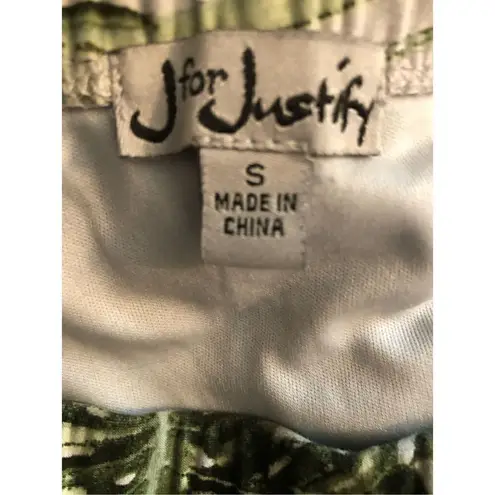 J for Justify
S
MADE IN
CHINA